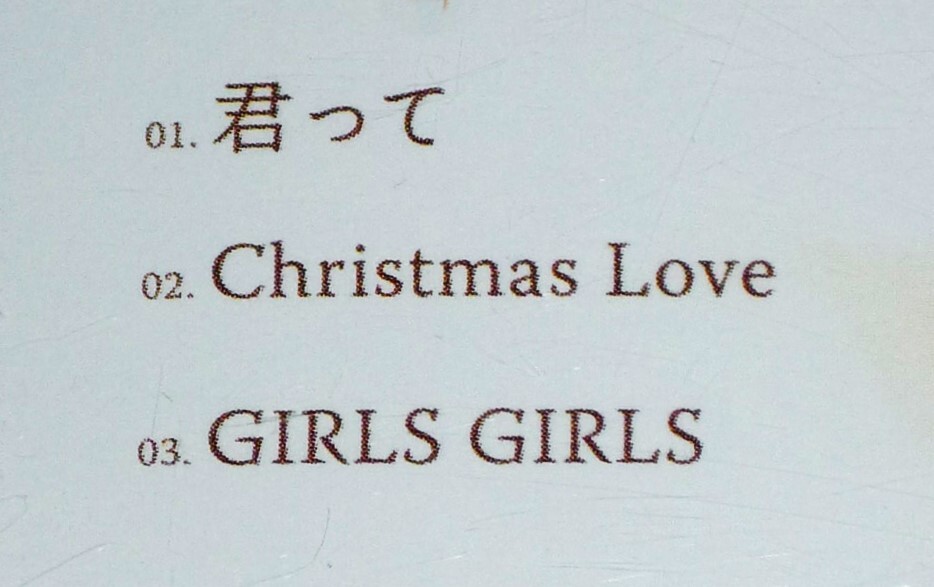 01. 君って
02. Christmas Love
03. GIRLS GIRLS